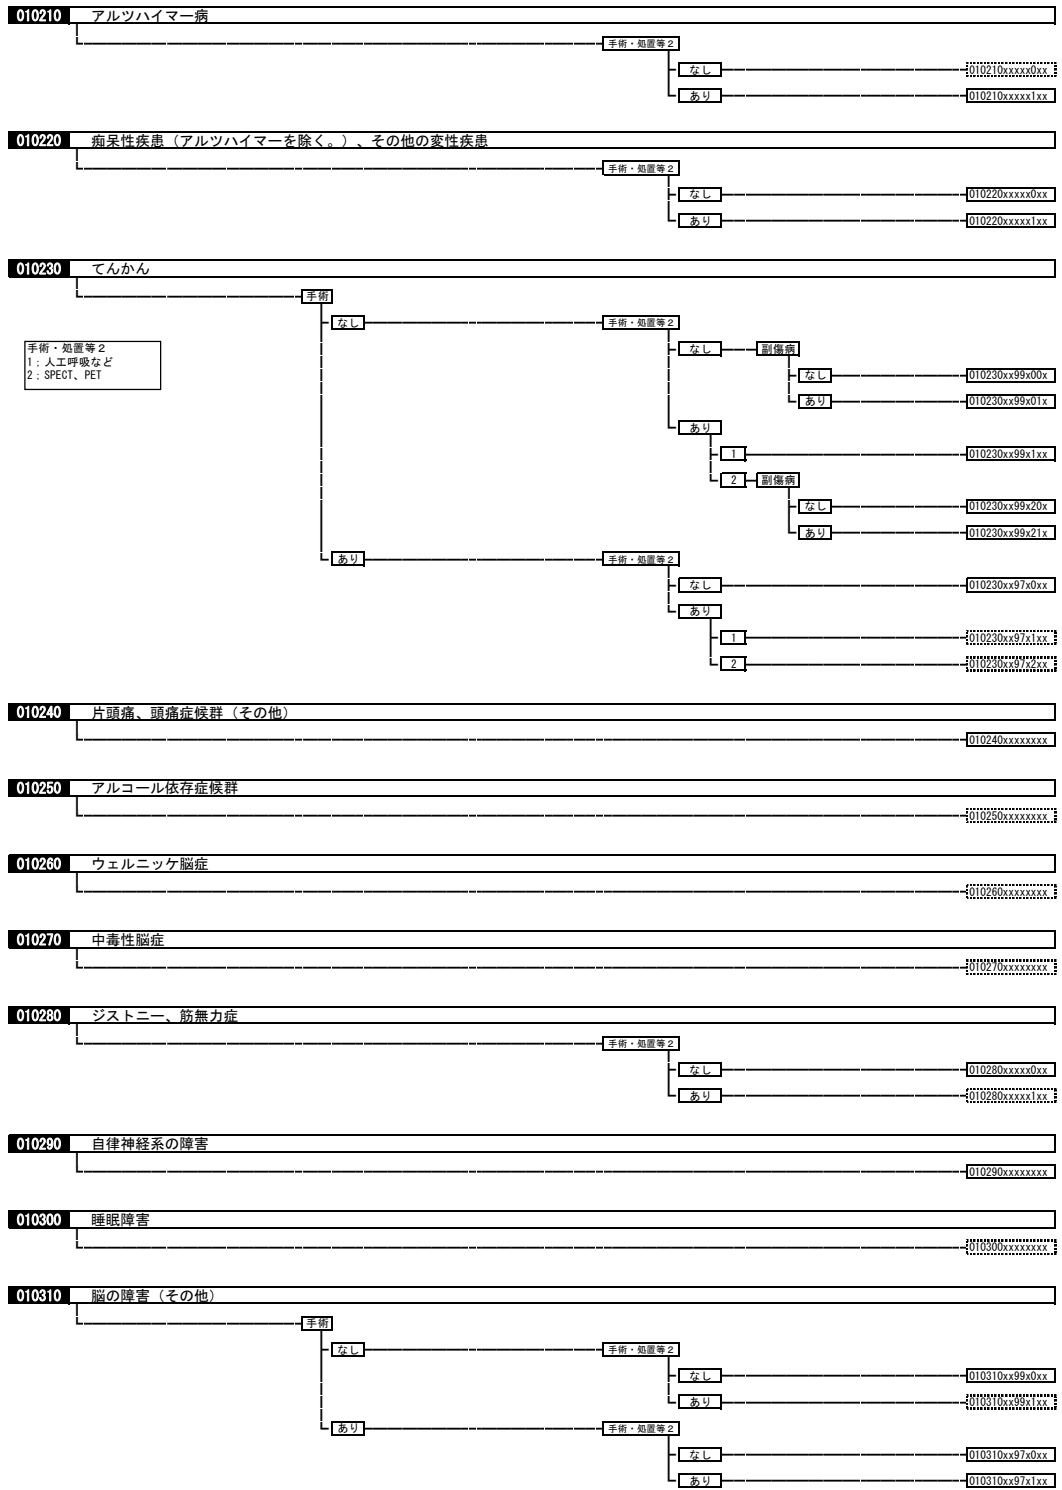 010210 アルツハイマー病
手術・処置等2
なし 010210xxxxx0xx
あり 010210xxxxx1xx
010220 痴呆性疾患（アルツハイマーを除く。）、その他の変性疾患
手術・処置等2
なし 010220xxxxx0xx
あり 010220xxxxx1xx
010230 てんかん
手術
なし 手術・処置等2
手術・処置等2
1：人工呼吸など
2：SPECT、PET
なし 副傷病
なし 010230xx99x00x
あり 010230xx99x01x
あり
1 010230xx99x1xx
2 副傷病
なし 010230xx99x20x
あり 010230xx99x21x
あり 手術・処置等2
なし 010230xx97x0xx
あり
1 010230xx97x1xx
2 010230xx97x2xx
010240 片頭痛、頭痛症候群（その他）
010240xxxxxxxx
010250 アルコール依存症候群
010250xxxxxxxx
010260 ウェルニッケ脳症
010260xxxxxxxx
010270 中毒性脳症
010270xxxxxxxx
010280 ジストニー、筋無力症
手術・処置等2
なし 010280xxxxx0xx
あり 010280xxxxx1xx
010290 自律神経系の障害
010290xxxxxxxx
010300 睡眠障害
010300xxxxxxxx
010310 脳の障害（その他）
手術
なし 手術・処置等2
なし 010310xx99x0xx
あり 010310xx99x1xx
あり 手術・処置等2
なし 010310xx97x0xx
あり 010310xx97x1xx